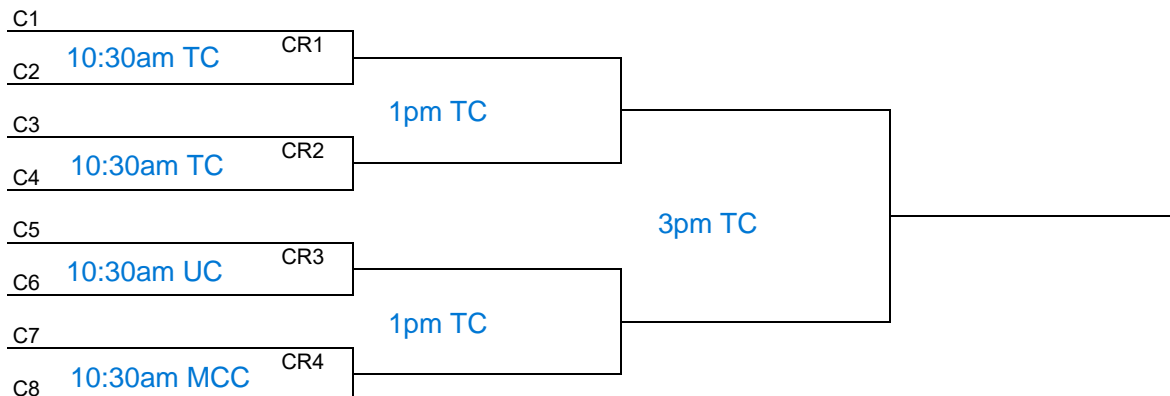 C1
10:30am TC
CR1
C2
1pm TC
C3
10:30am TC
CR2
C4
3pm TC
C5
10:30am UC
CR3
C6
1pm TC
C7
10:30am MCC
CR4
C8